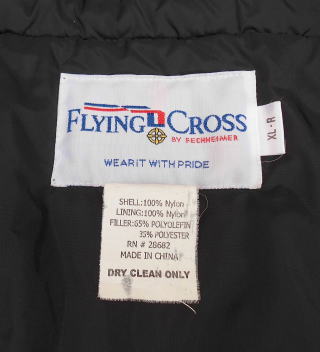 FLYING CROSS
BY FECHHEIMER
WEAR IT WITH PRIDE
XL-R
SHELL:100% Nylon
LINING:100% Nylon
FILLER:65% POLYOLEFIN
35% POLYESTER
RN # 28682
MADE IN CHINA
DRY CLEAN ONLY